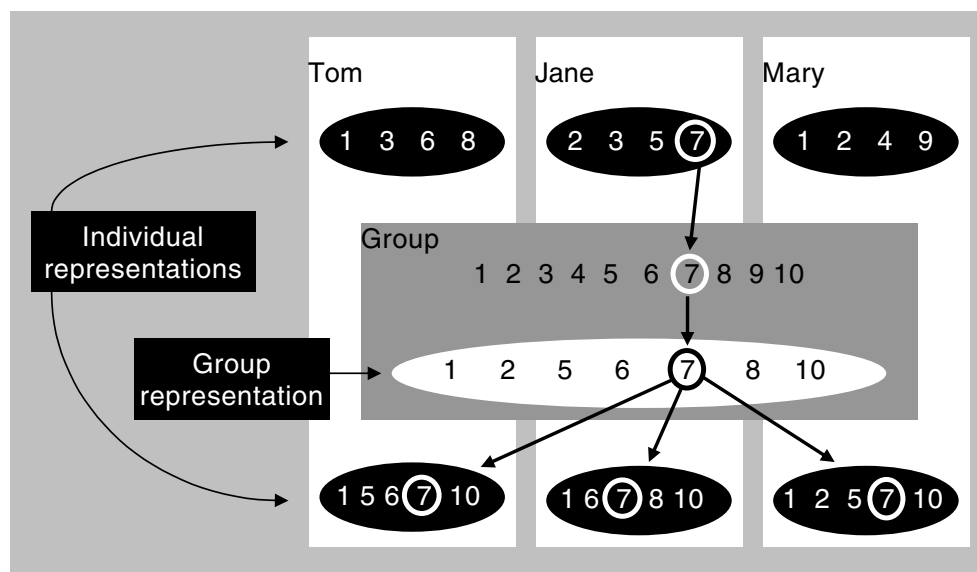 Tom Jane Mary
1 3 6 8 2 3 5 7 1 2 4 9
Individual
representations
Group
1 2 3 4 5 6 7 8 9 10
Group
representation
1 2 5 6 7 8 10
1 5 6 7 10 1 6 7 8 10 1 2 5 7 10